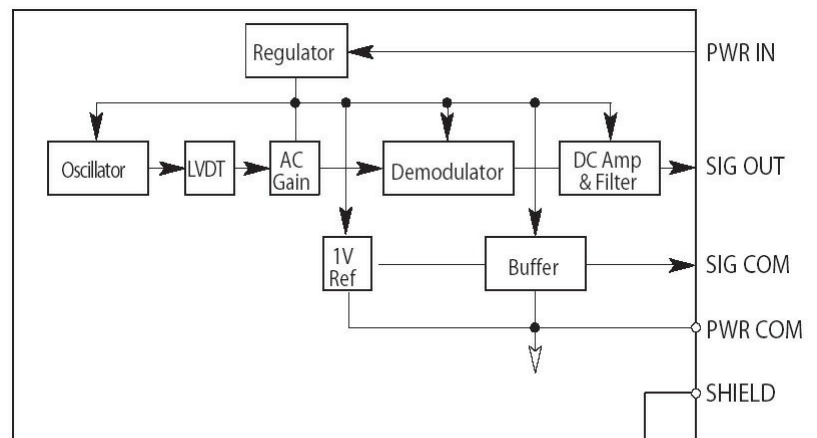 Regulator
PWR IN
Oscillator
LVDT
AC
Gain
Demodulator
DC Amp
& Filter
SIG OUT
1V
Ref
Buffer
SIG COM
PWR COM
SHIELD